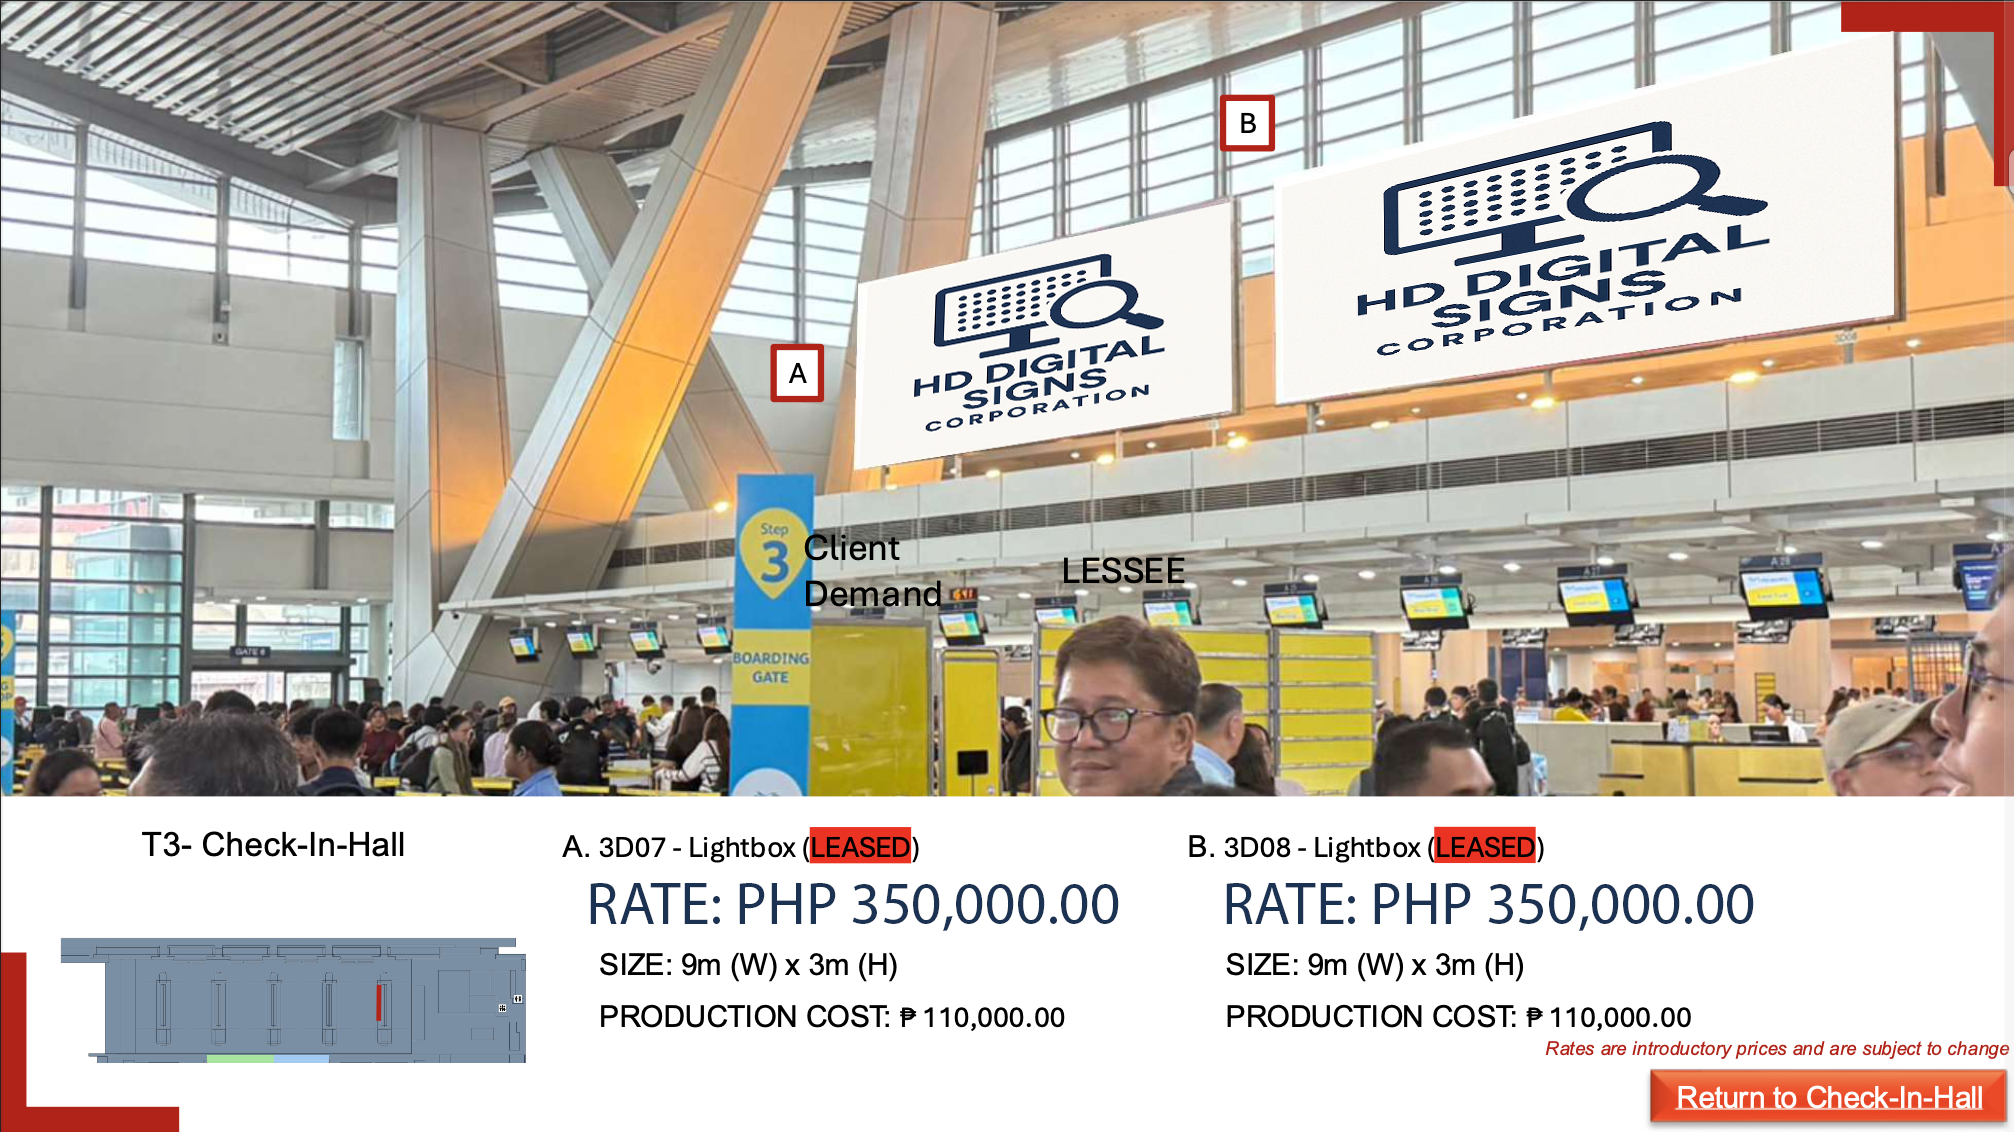 B
HD DIGITAL
SIGNS
CORPORATION
A
HD DIGITAL
SIGNS
CORPORATION
3D08
Step
3
Client
Demand
LESSEE
BOARDING
GATE
GATE 6
T3- Check-In-Hall
A. 3D07 - Lightbox (LEASED)
RATE: PHP 350,000.00
SIZE: 9m (W) x 3m (H)
PRODUCTION COST: ₱ 110,000.00
B. 3D08 - Lightbox (LEASED)
RATE: PHP 350,000.00
SIZE: 9m (W) x 3m (H)
PRODUCTION COST: ₱ 110,000.00
Rates are introductory prices and are subject to change
Return to Check-In-Hall